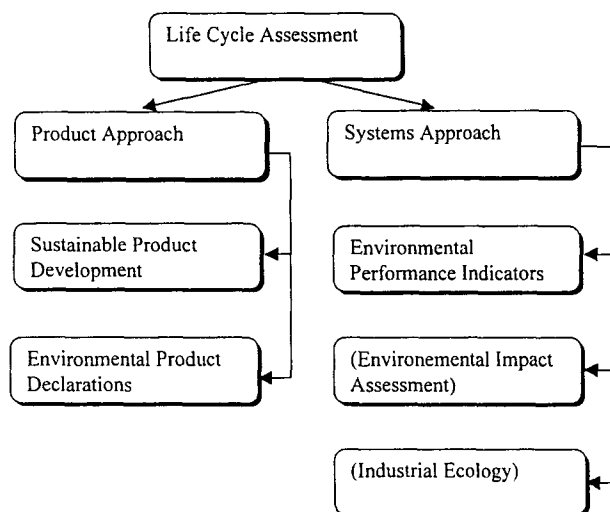 Life Cycle Assessment
Product Approach
Systems Approach
Sustainable Product
Development
Environmental
Performance Indicators
Environmental Product
Declarations
(Environemental Impact
Assessment)
(Industrial Ecology)